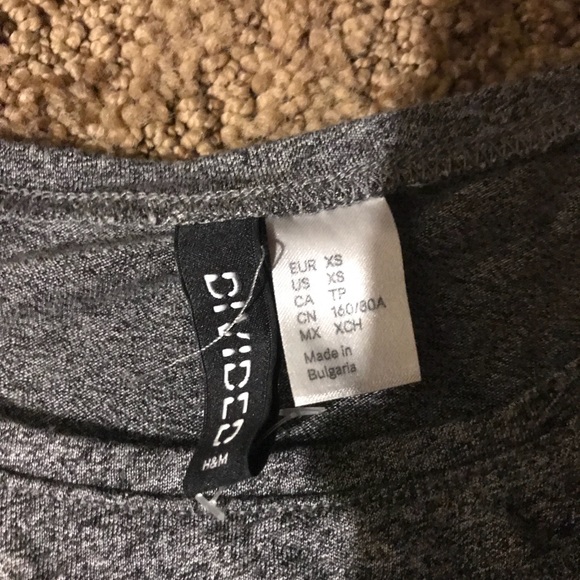 DIVIDED
H&M
EUR XS
US XS
CA TP
CN 160/80A
MX XCH
Made in
Bulgaria